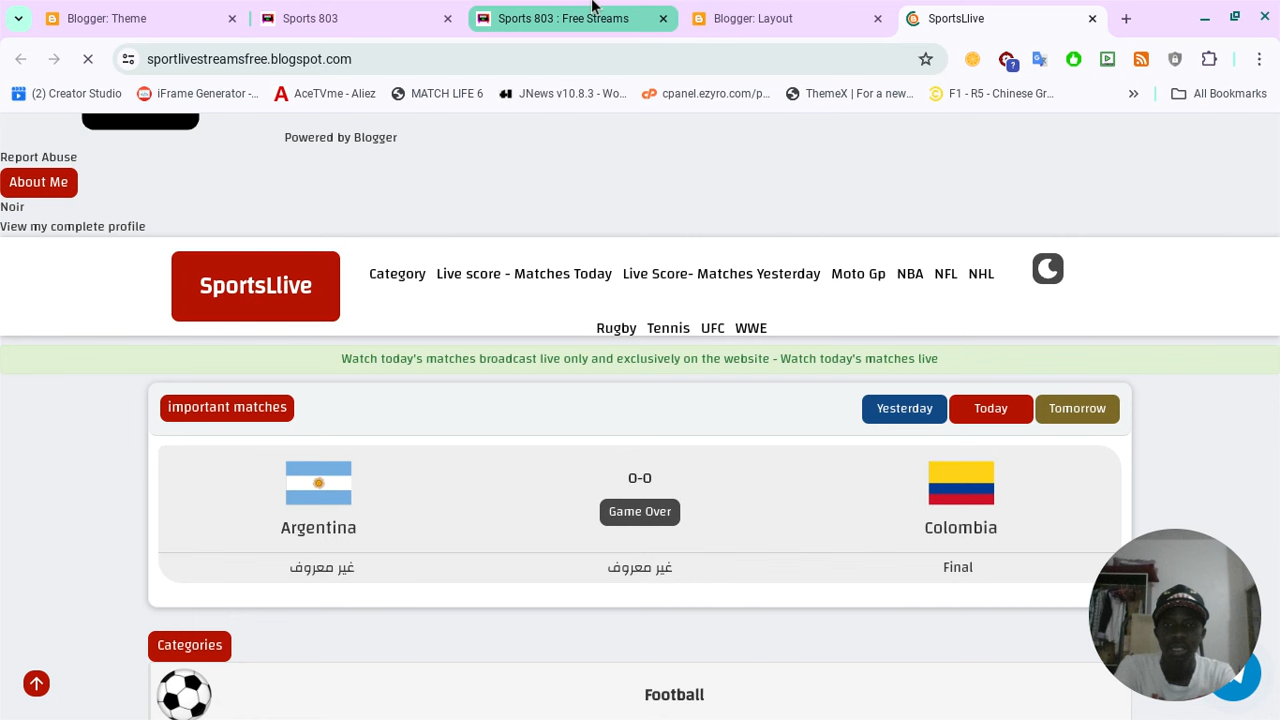 Blogger: Theme
Sports 803
Sports 803 : Free Streams
Blogger: Layout
SportsLlive
sportlivestreamsfree.blogspot.com
?
(2) Creator Studio
iFrame Generator -...
AceTVme - Aliez
MATCH LIFE 6
JNews v10.8.3 - Wo...
cpanel.ezyro.com/p...
ThemeX | For a new...
F1 - R5 - Chinese Gr...
All Bookmarks
Powered by Blogger
Report Abuse
About Me
Noir
View my complete profile
SportsLlive
Category Live score - Matches Today Live Score- Matches Yesterday Moto Gp NBA NFL NHL
Rugby Tennis UFC WWE
Watch today's matches broadcast live only and exclusively on the website - Watch today's matches live
important matches
Yesterday
Today
Tomorrow
0-0
Game Over
Argentina
Colombia
غير معروف
غير معروف
Final
Categories
Football